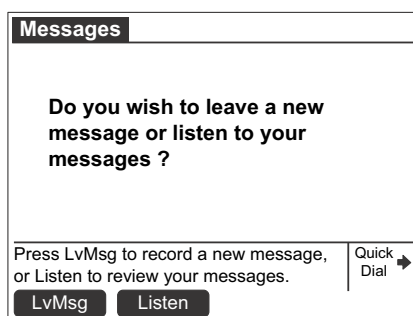 Messages
Do you wish to leave a new
message or listen to your
messages ?
Press LvMsg to record a new message,
or Listen to review your messages.
Quick
Dial
LvMsg
Listen